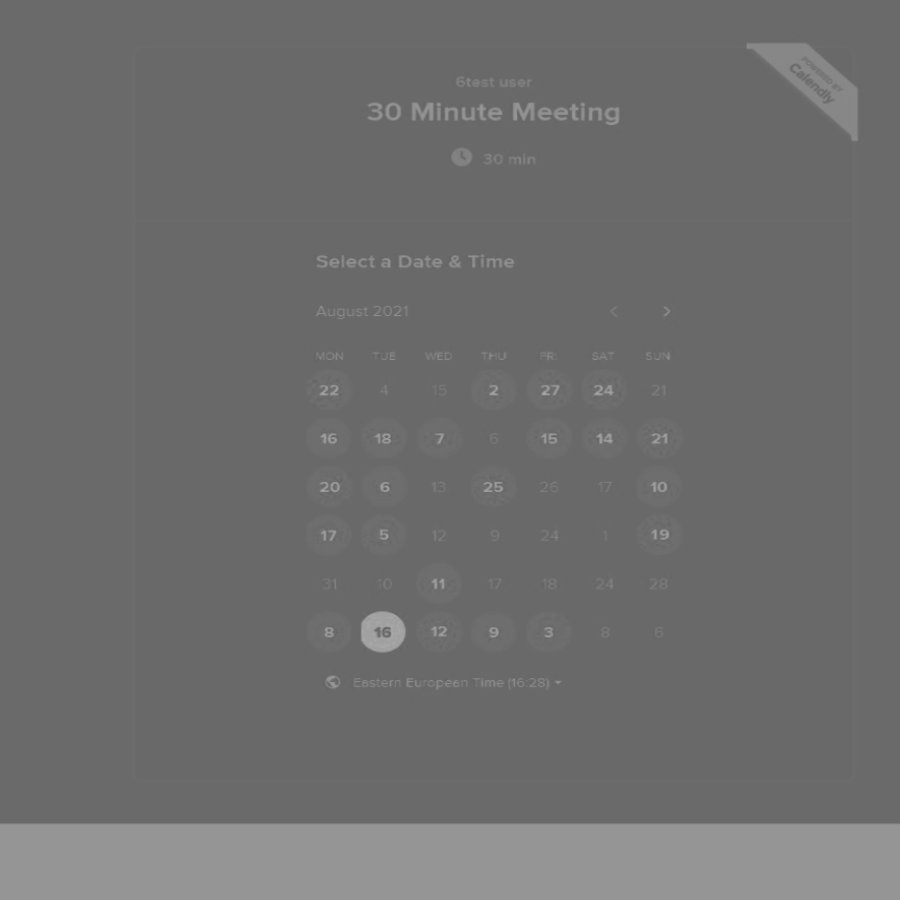 POWERED BY
Calendly
6test user
30 Minute Meeting
30 min
Select a Date & Time
August 2021
MON TUE WED THU FRI SAT SUN
22 4 15 2 27 24 21
16 18 7 6 15 14 21
20 6 13 25 26 17 10
17 5 12 9 24 1 19
31 10 11 17 18 24 28
8 16 12 9 3 8 6
Eastern European Time (16:28)